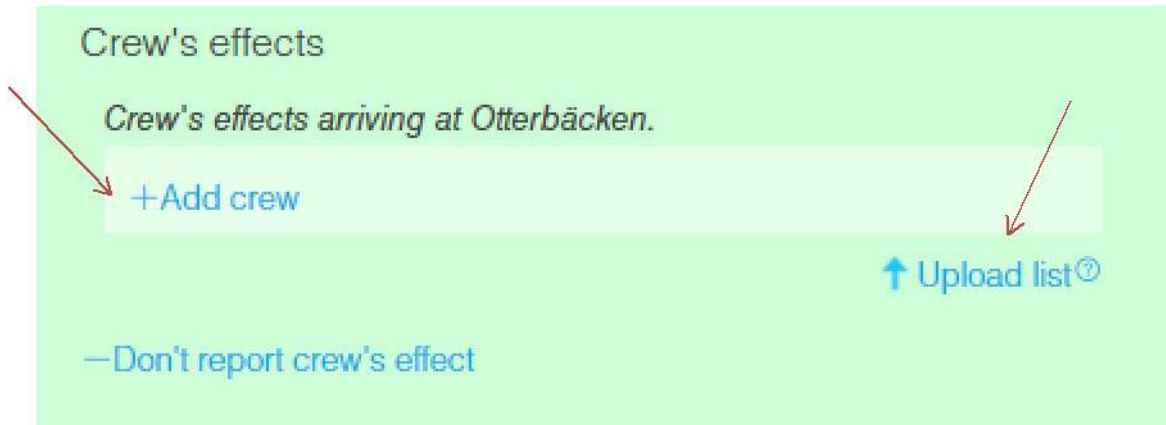 Crew's effects
Crew's effects arriving at Otterbäcken.
+Add crew
Upload list?
—Don't report crew's effect